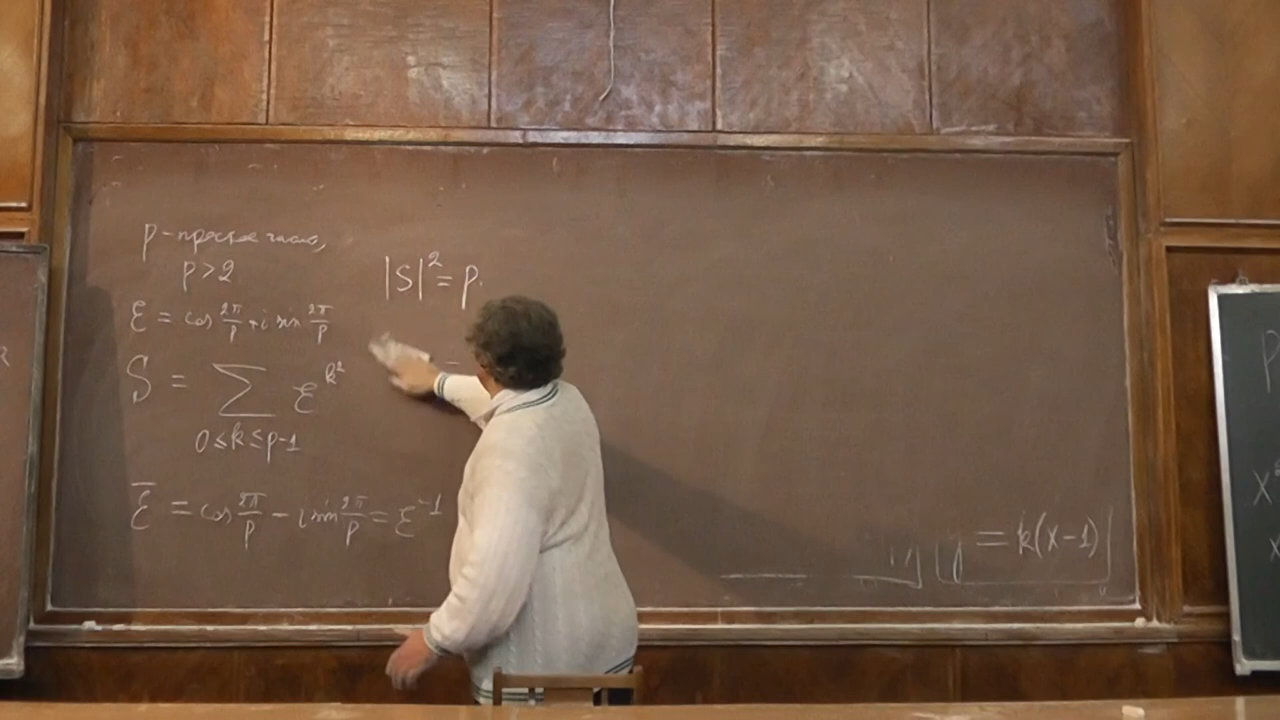 p - простое число,
p > 2
ε = cos 2π/p + i sin 2π/p
S = ∑ ε^{k²}
0 ≤ k ≤ p-1
ε̅ = cos 2π/p - i sin 2π/p = ε^{-1}
|S|² = p.
y = k(x-1)